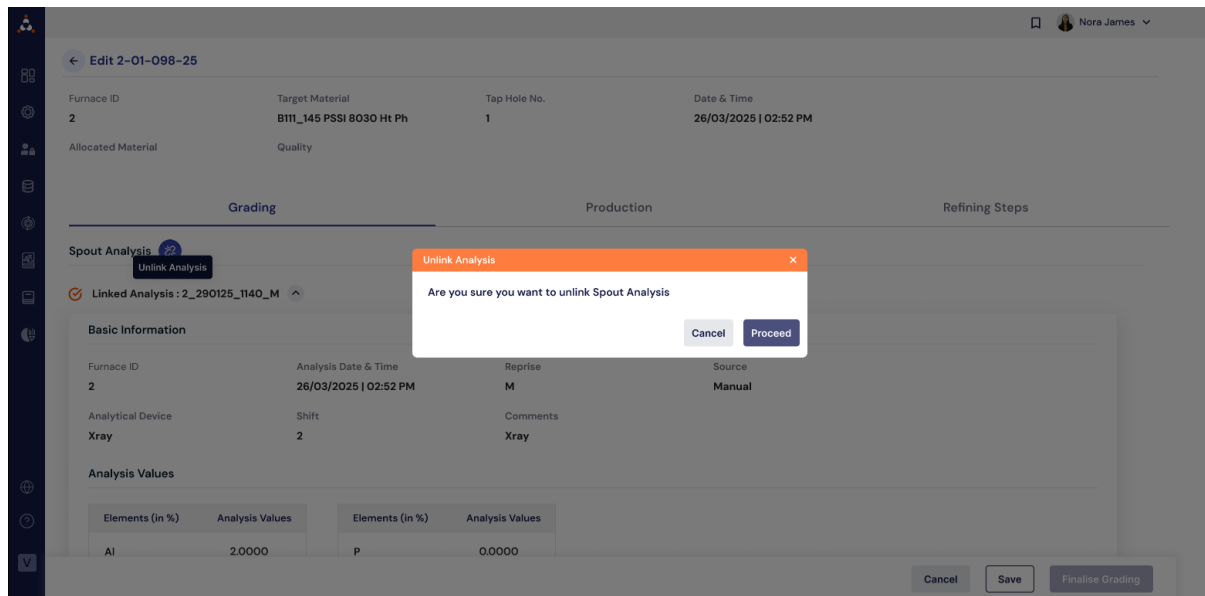 Nora James
Edit 2-01-098-25
Furnace ID Target Material Tap Hole No. Date & Time
2 B111_145 PSSI 8030 Ht Ph 1 26/03/2025 | 02:52 PM
Allocated Material Quality
Grading Production Refining Steps
Spout Analysis
Unlink Analysis
Linked Analysis : 2_290125_1140_M
Unlink Analysis
Are you sure you want to unlink Spout Analysis
Cancel Proceed
Basic Information
Furnace ID Analysis Date & Time Reprise Source
2 26/03/2025 | 02:52 PM M Manual
Analytical Device Shift Comments
Xray 2 Xray
Analysis Values
Elements (in %) Analysis Values Elements (in %) Analysis Values
Al 2.0000 P 0.0000
V
Cancel Save Finalise Grading